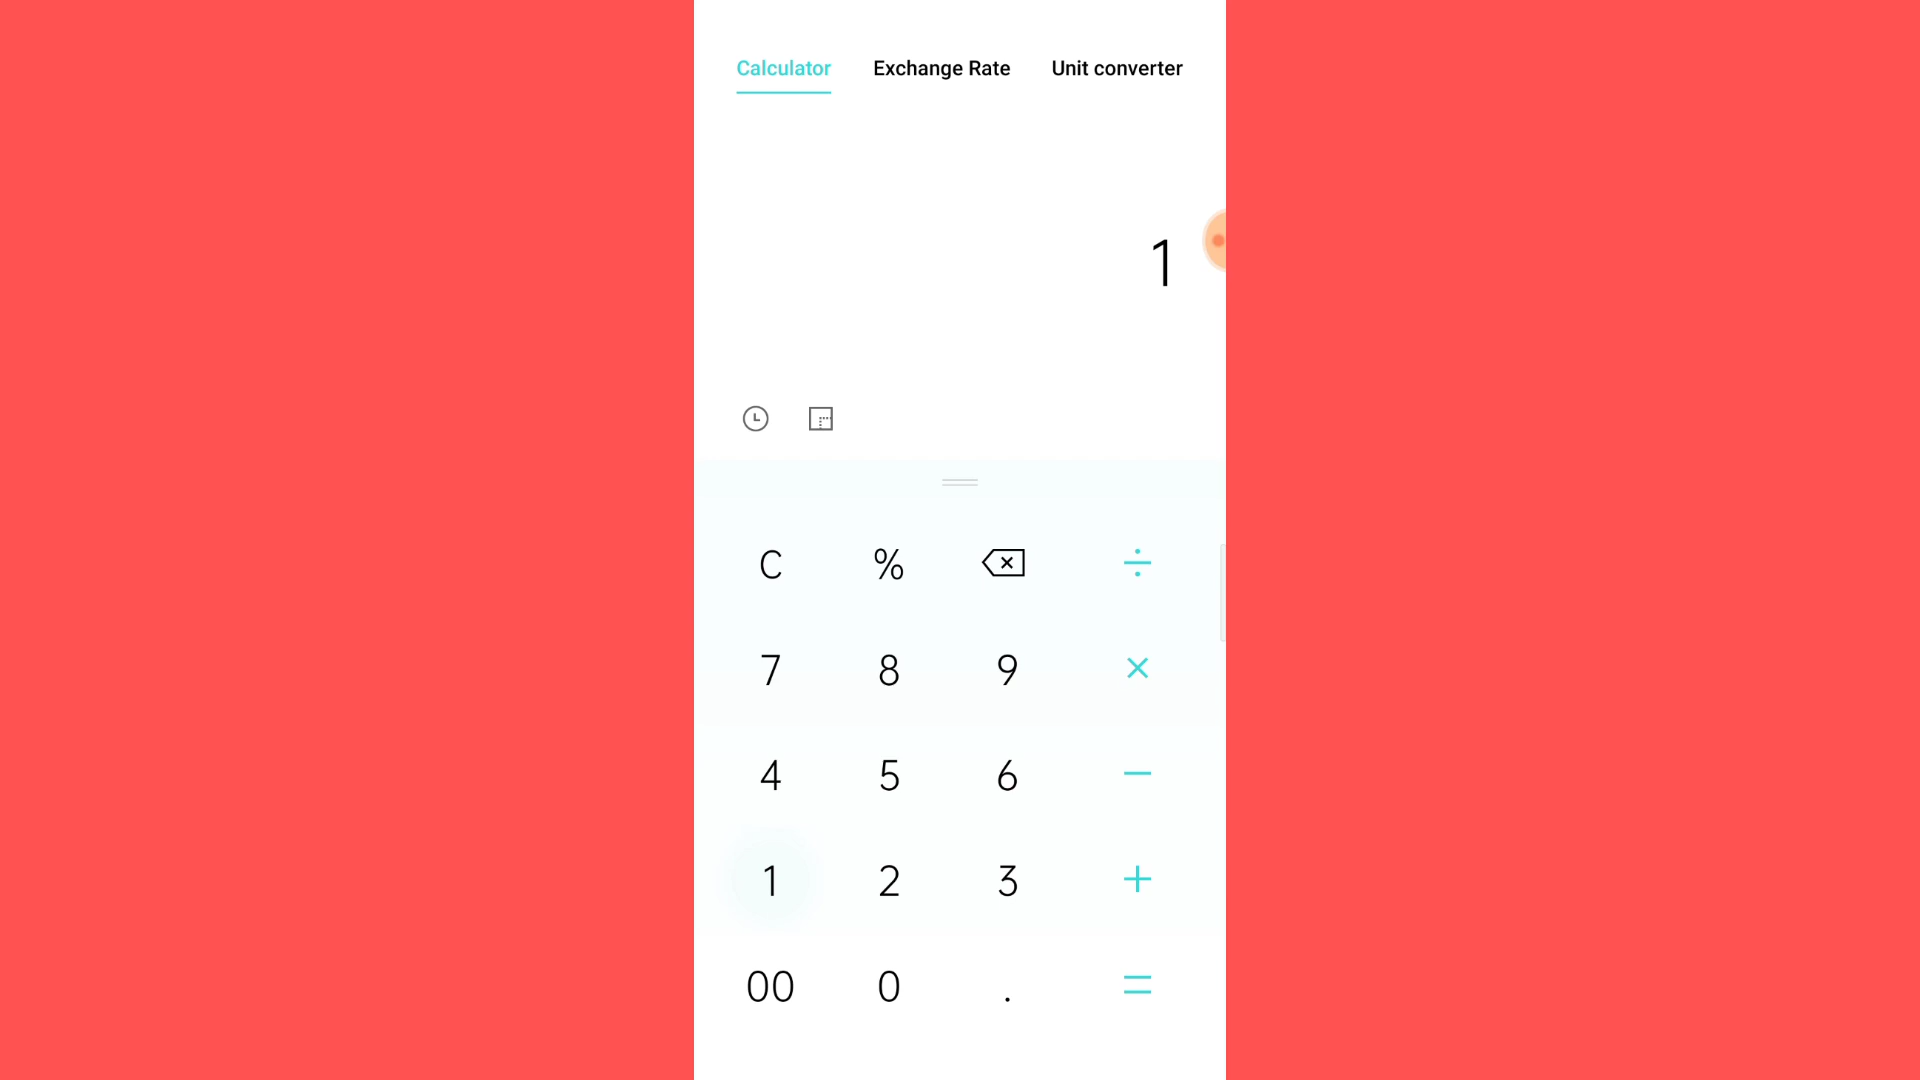 Calculator Exchange Rate Unit converter
1
C % ÷
7 8 9 ×
4 5 6 −
1 2 3 +
00 0 . =